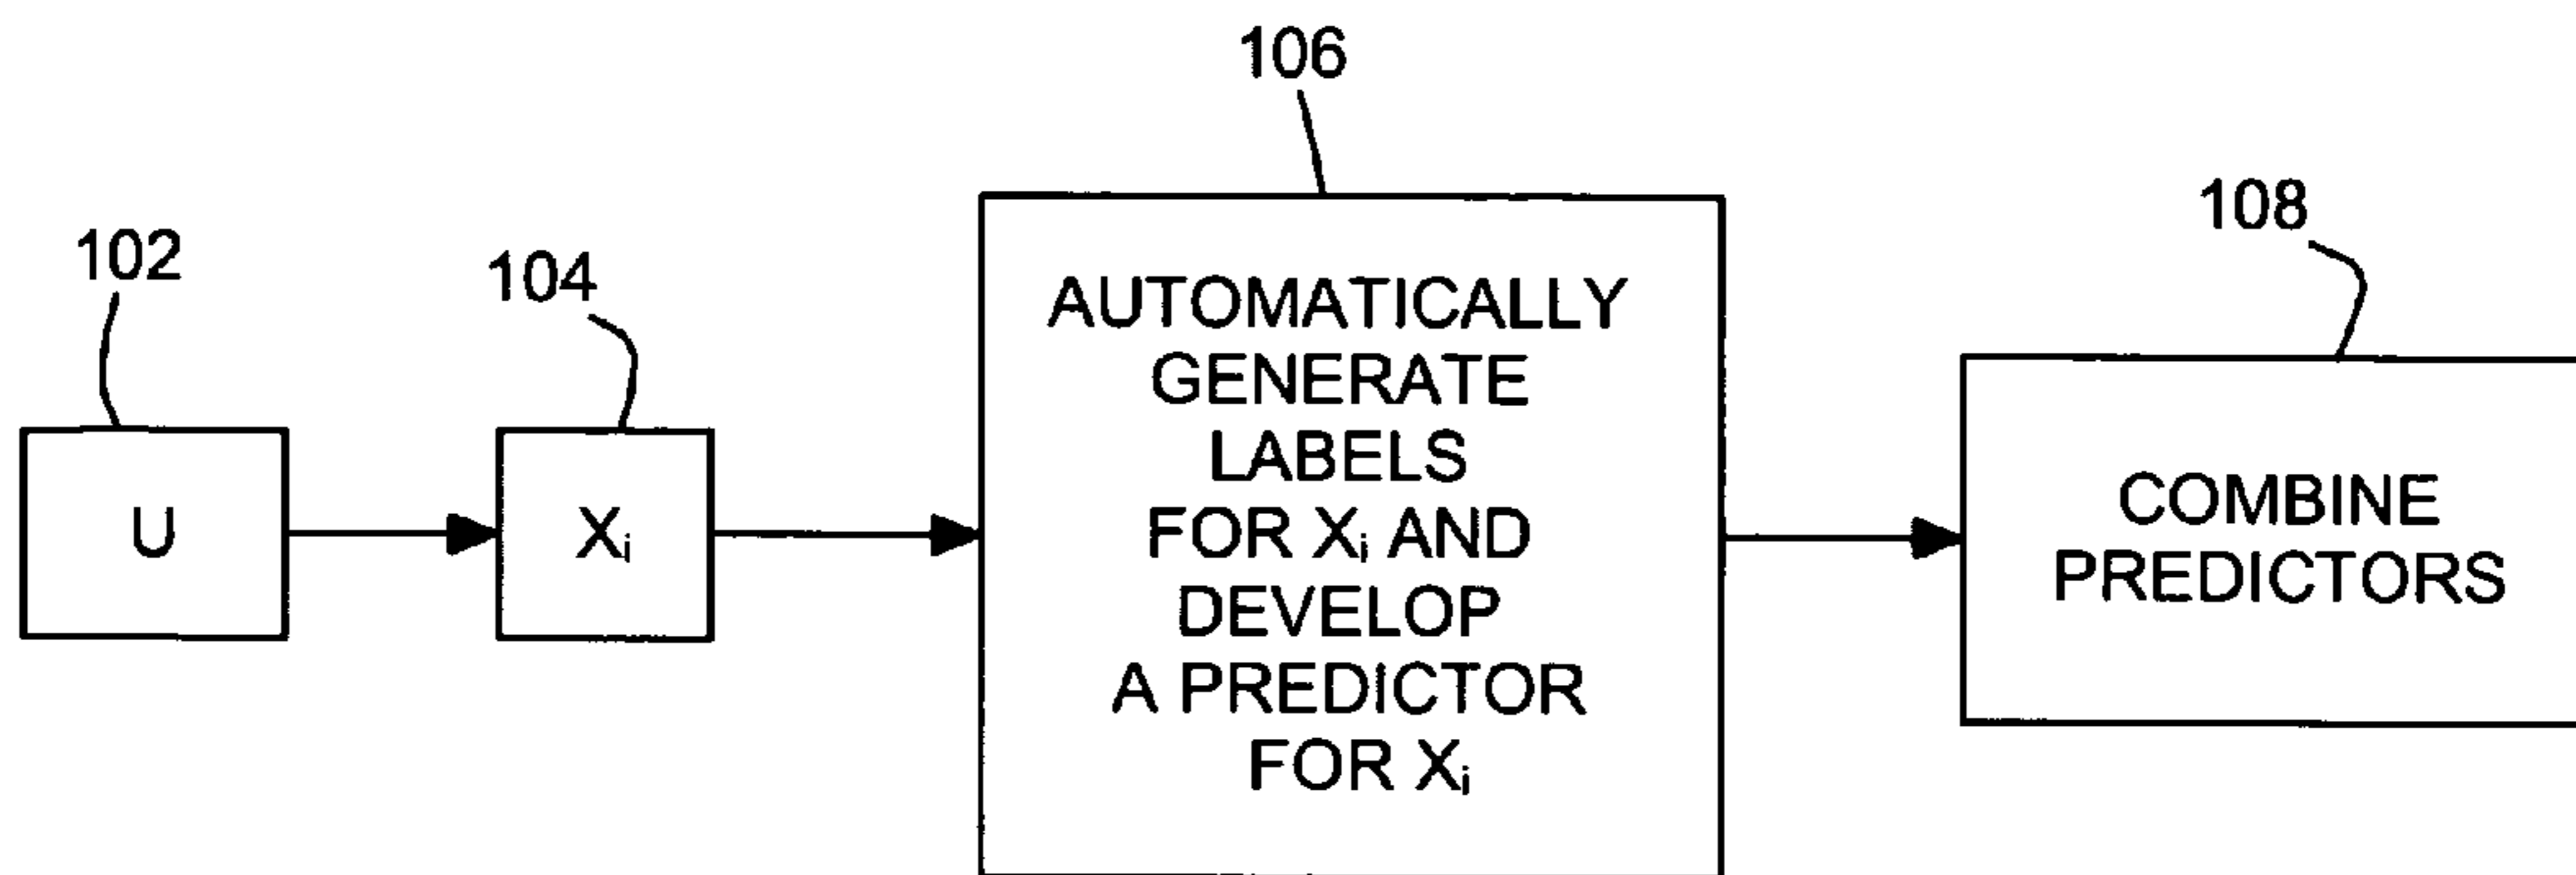 106
108
102
104
AUTOMATICALLY
GENERATE
LABELS
FOR Xi AND
DEVELOP
A PREDICTOR
FOR Xi
U
Xi
COMBINE
PREDICTORS